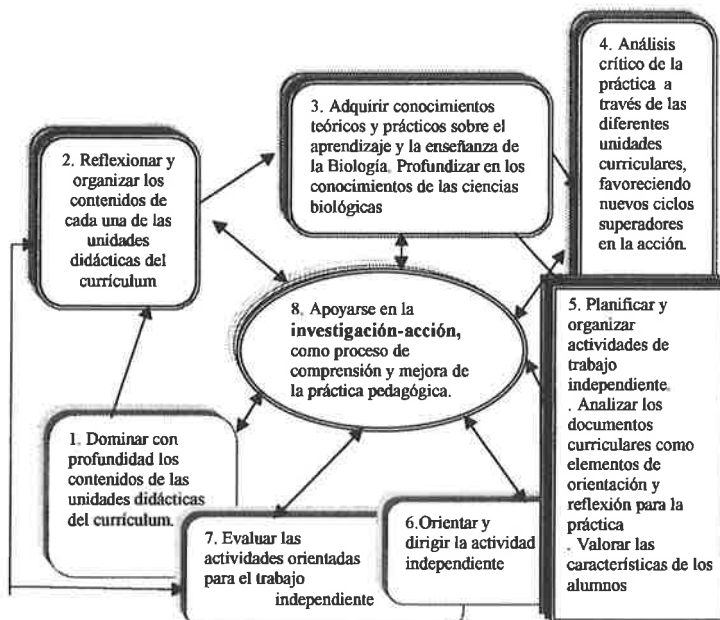 1. Dominar con
profundidad los
contenidos de las
unidades didácticas
del currículum.
2. Reflexionar y
organizar los
contenidos de
cada una de las
unidades
didácticas del
currículum
3. Adquirir conocimientos
teóricos y prácticos sobre el
aprendizaje y la enseñanza de
la Biología. Profundizar en los
conocimientos de las ciencias
biológicas
4. Análisis
crítico de la
práctica a
través de las
diferentes
unidades
curriculares,
favoreciendo
nuevos ciclos
superadores
en la acción.
5. Planificar y
organizar
actividades de
trabajo
independiente.
. Analizar los
documentos
curriculares como
elementos de
orientación y
reflexión para la
práctica
. Valorar las
características de los
alumnos
6.Orientar y
dirigir la actividad
independiente
7. Evaluar las
actividades orientadas
para el trabajo
independiente
8. Apoyarse en la
investigación-acción,
como proceso de
comprensión y mejora de
la práctica pedagógica.